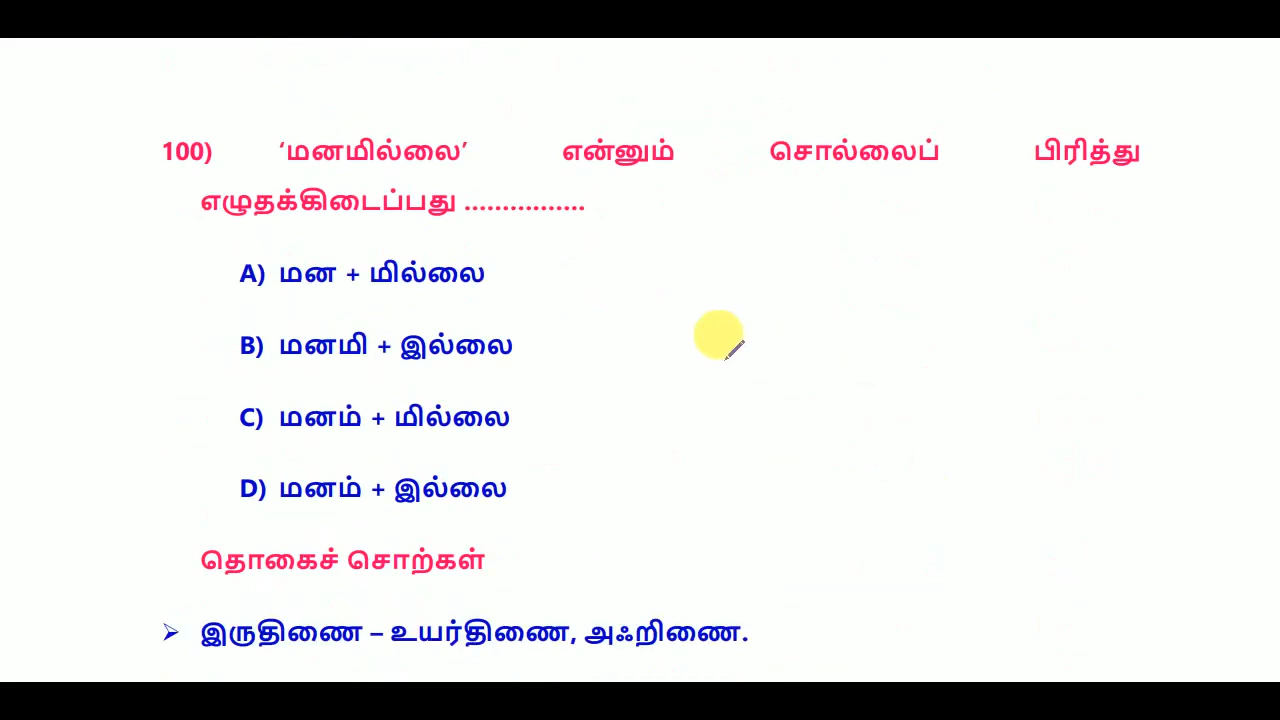 100) ‘மனமில்லை’ என்னும் சொல்லைப் பிரித்து
எழுதக்கிடைப்பது ................
A) மன + மில்லை
B) மனமி + இல்லை
C) மனம் + மில்லை
D) மனம் + இல்லை
தொகைச் சொற்கள்
➢ இருதிணை – உயர்திணை, அஃறிணை.